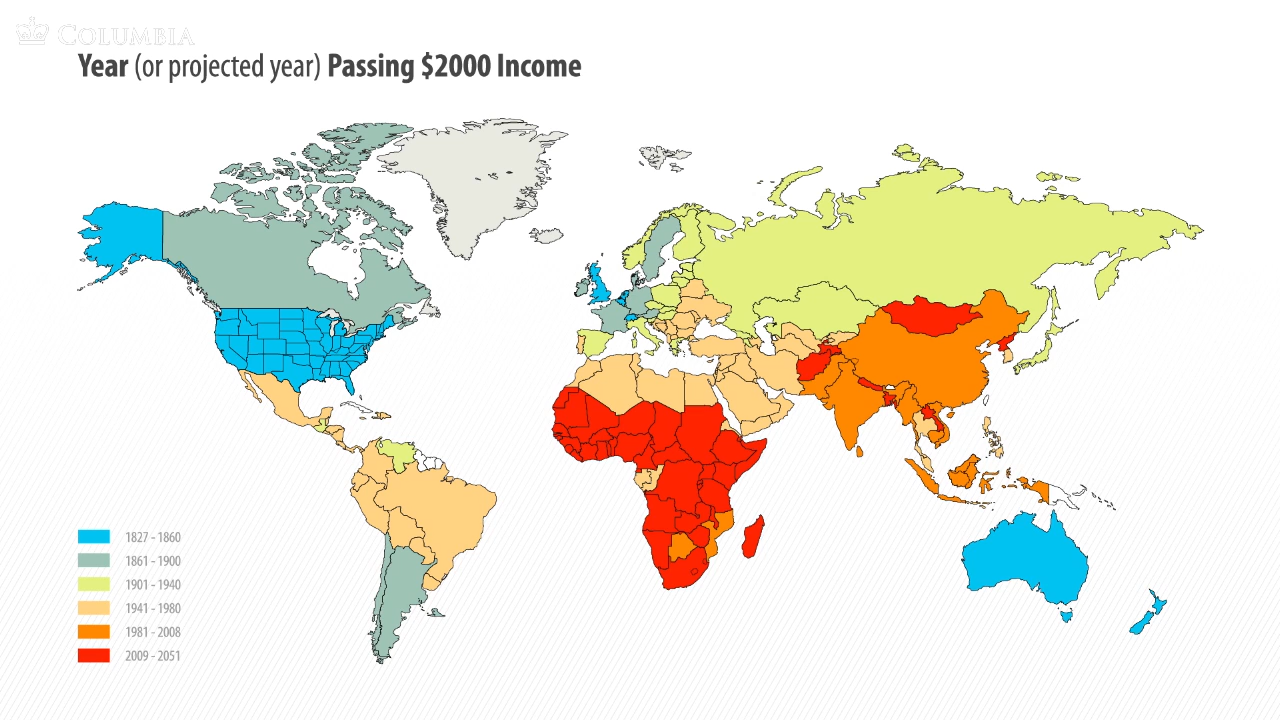 COLUMBIA
Year (or projected year) Passing $2000 Income
1827 - 1860
1861 - 1900
1901 - 1940
1941 - 1980
1981 - 2008
2009 - 2051